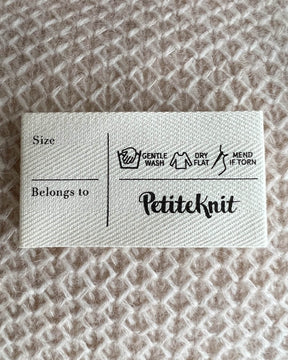 Size
GENTLE WASH
DRY FLAT
MEND IF TORN
Belongs to
PetiteKnit